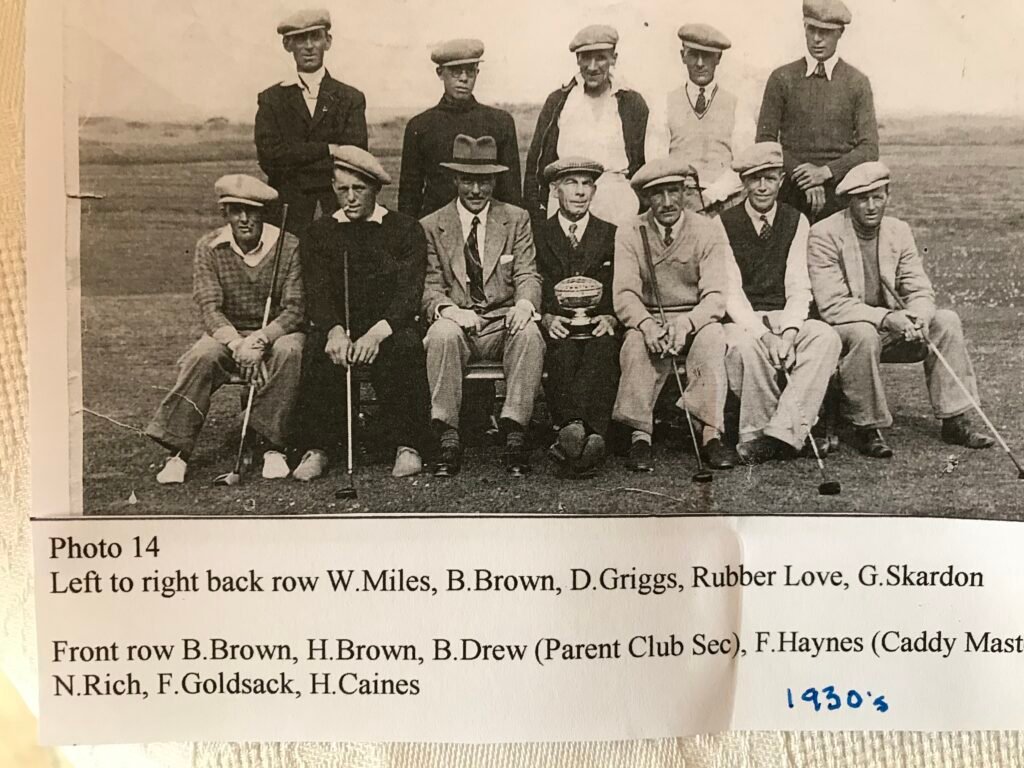 Photo 14
Left to right back row W.Miles, B.Brown, D.Griggs, Rubber Love, G.Skardon
Front row B.Brown, H.Brown, B.Drew (Parent Club Sec), F.Haynes (Caddy Mast
N.Rich, F.Goldsack, H.Caines
1930's